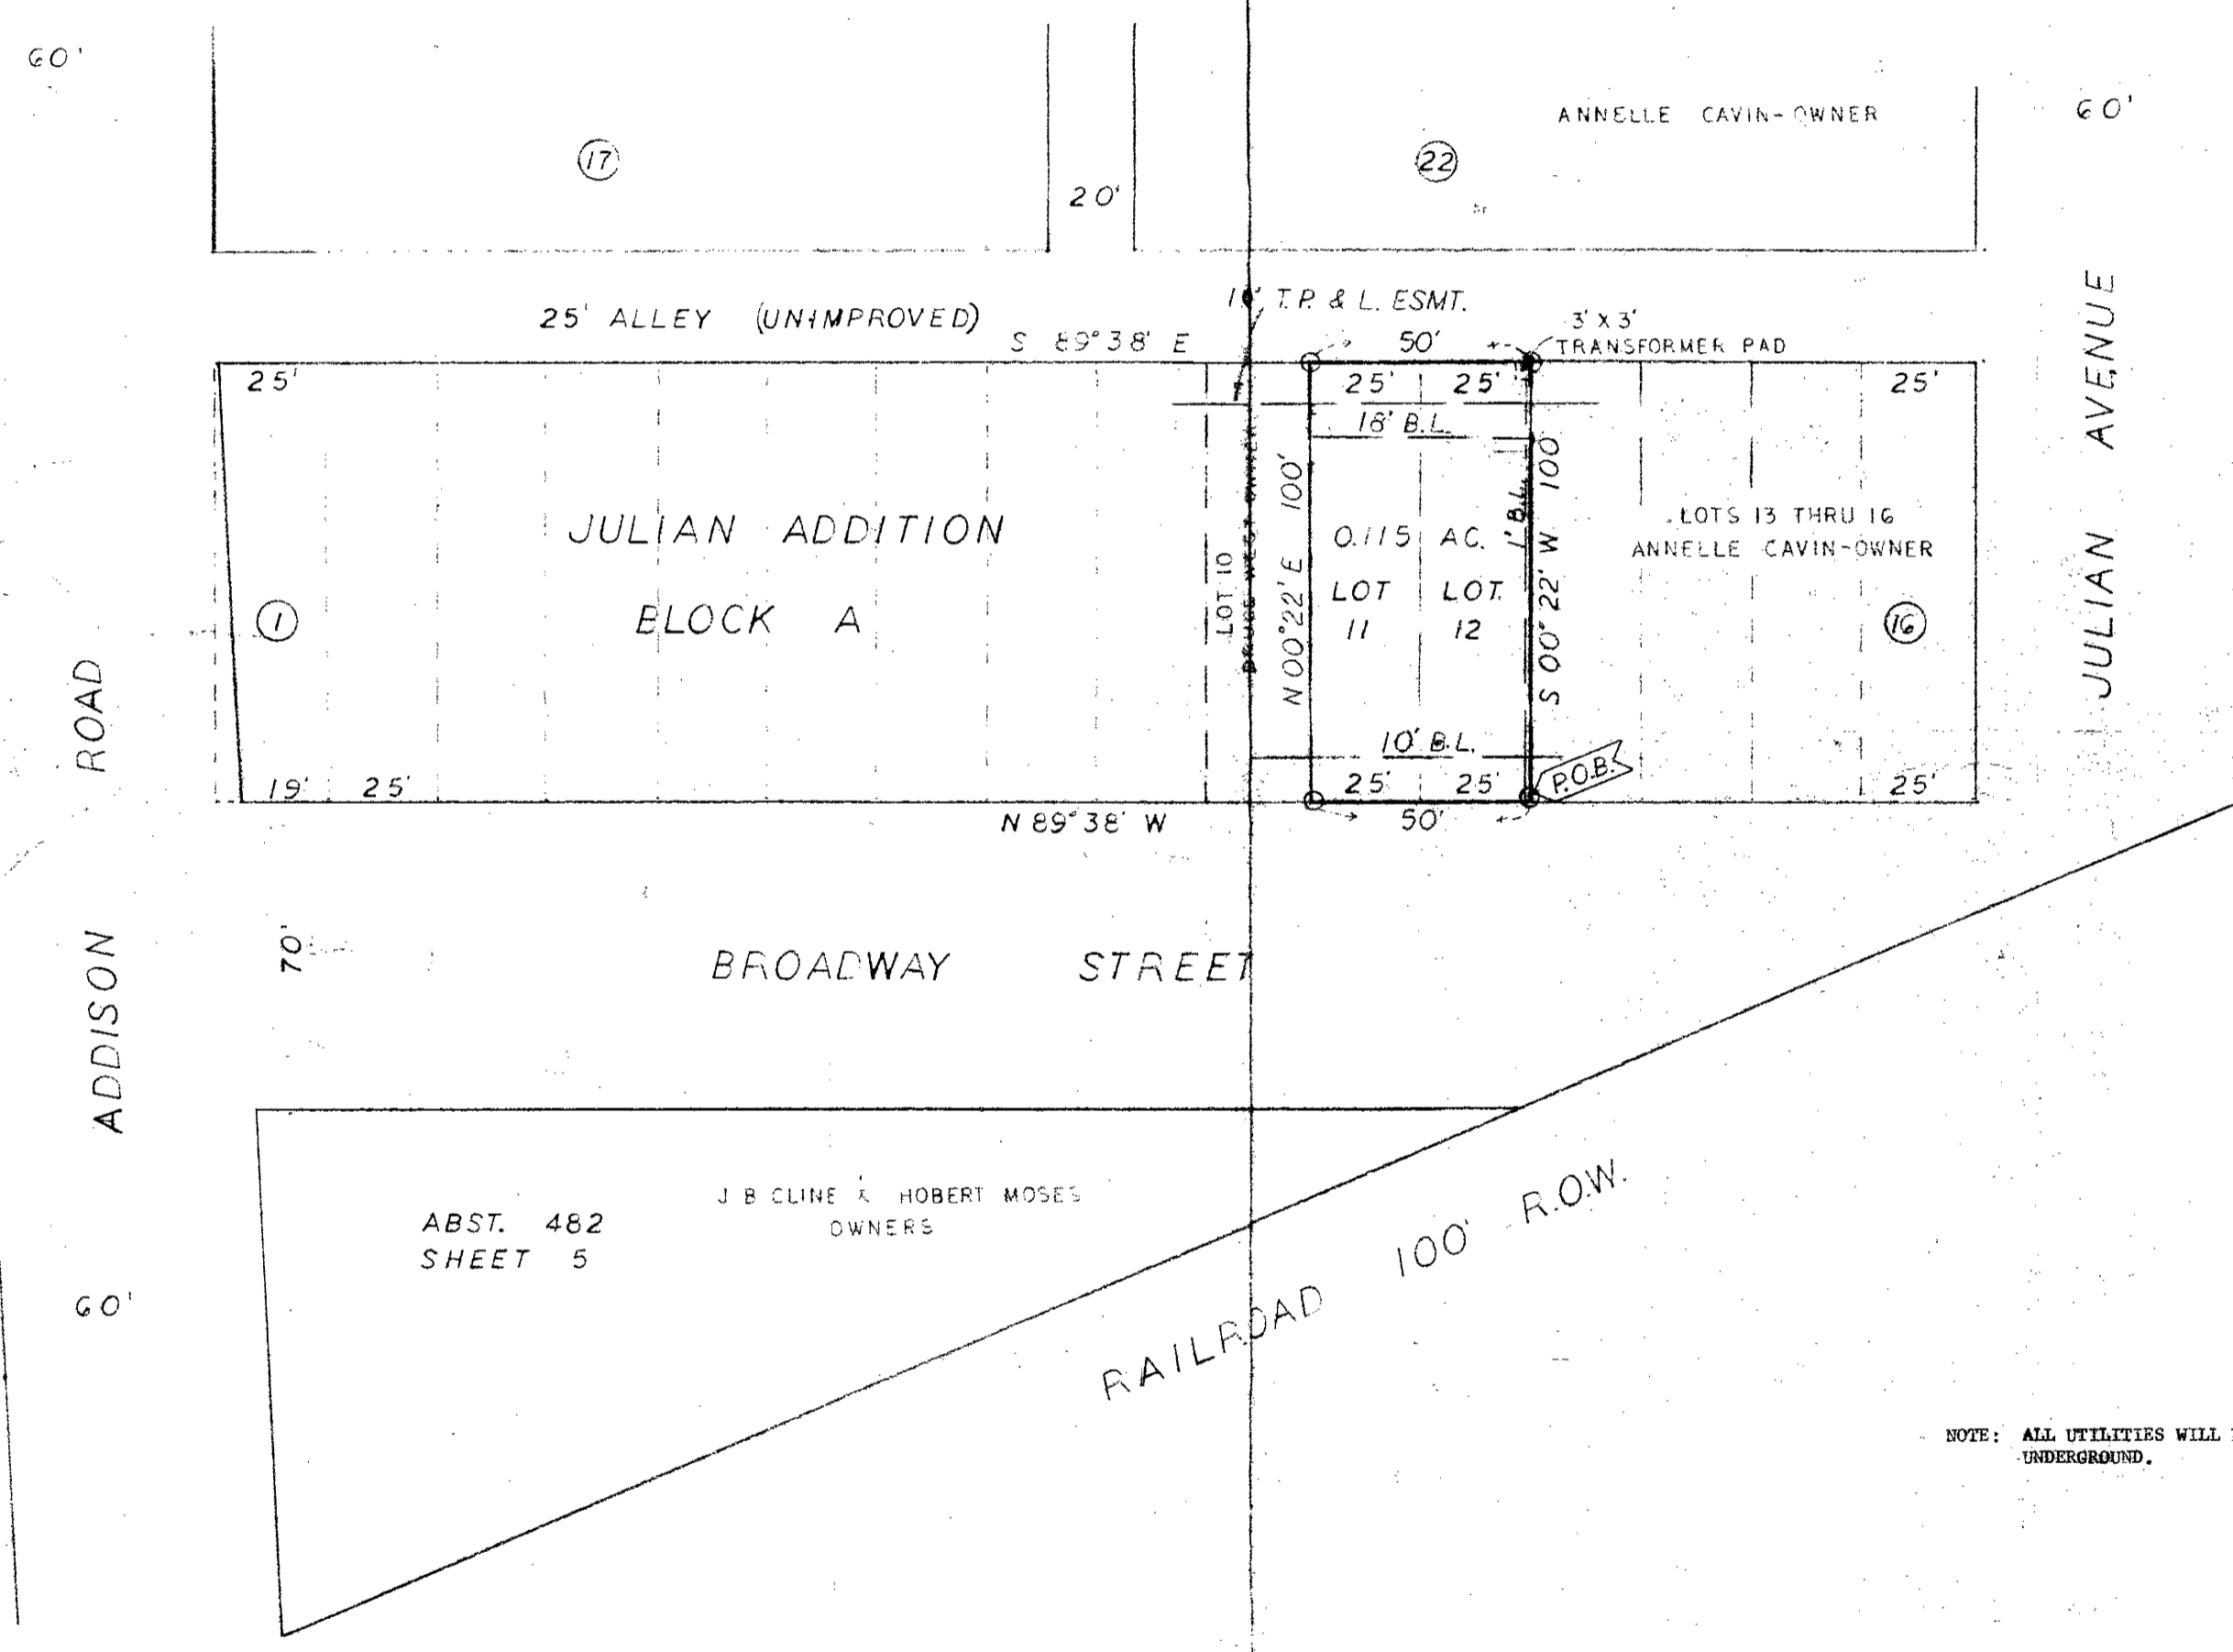 60'
ANNELLE CAVIN-OWNER
60'
17
22
20'
T.P. & L. ESMT.
25' ALLEY (UNIMPROVED)
S 89°38' E
50'
3' X 3'
TRANSFORMER PAD
25'
25'
25'
25'
18' B.L.
JULIAN AVENUE
N 00°22' E 100'
1' B.L.
S 00°22' W 100
JULIAN ADDITION
BLOCK A
1
LOT 10
0.115 AC.
LOT
11
LOT
12
LOTS 13 THRU 16
ANNELLE CAVIN-OWNER
16
10' B.L.
P.O.B.
19'
25'
25'
25'
25'
N 89°38' W
50'
ADDISON ROAD
70'
BROADWAY STREET
J B CLINE & HOBERT MOSES
OWNERS
ABST. 482
SHEET 5
60'
RAILROAD 100' R.O.W.
NOTE: ALL UTILITIES WILL
UNDERGROUND.